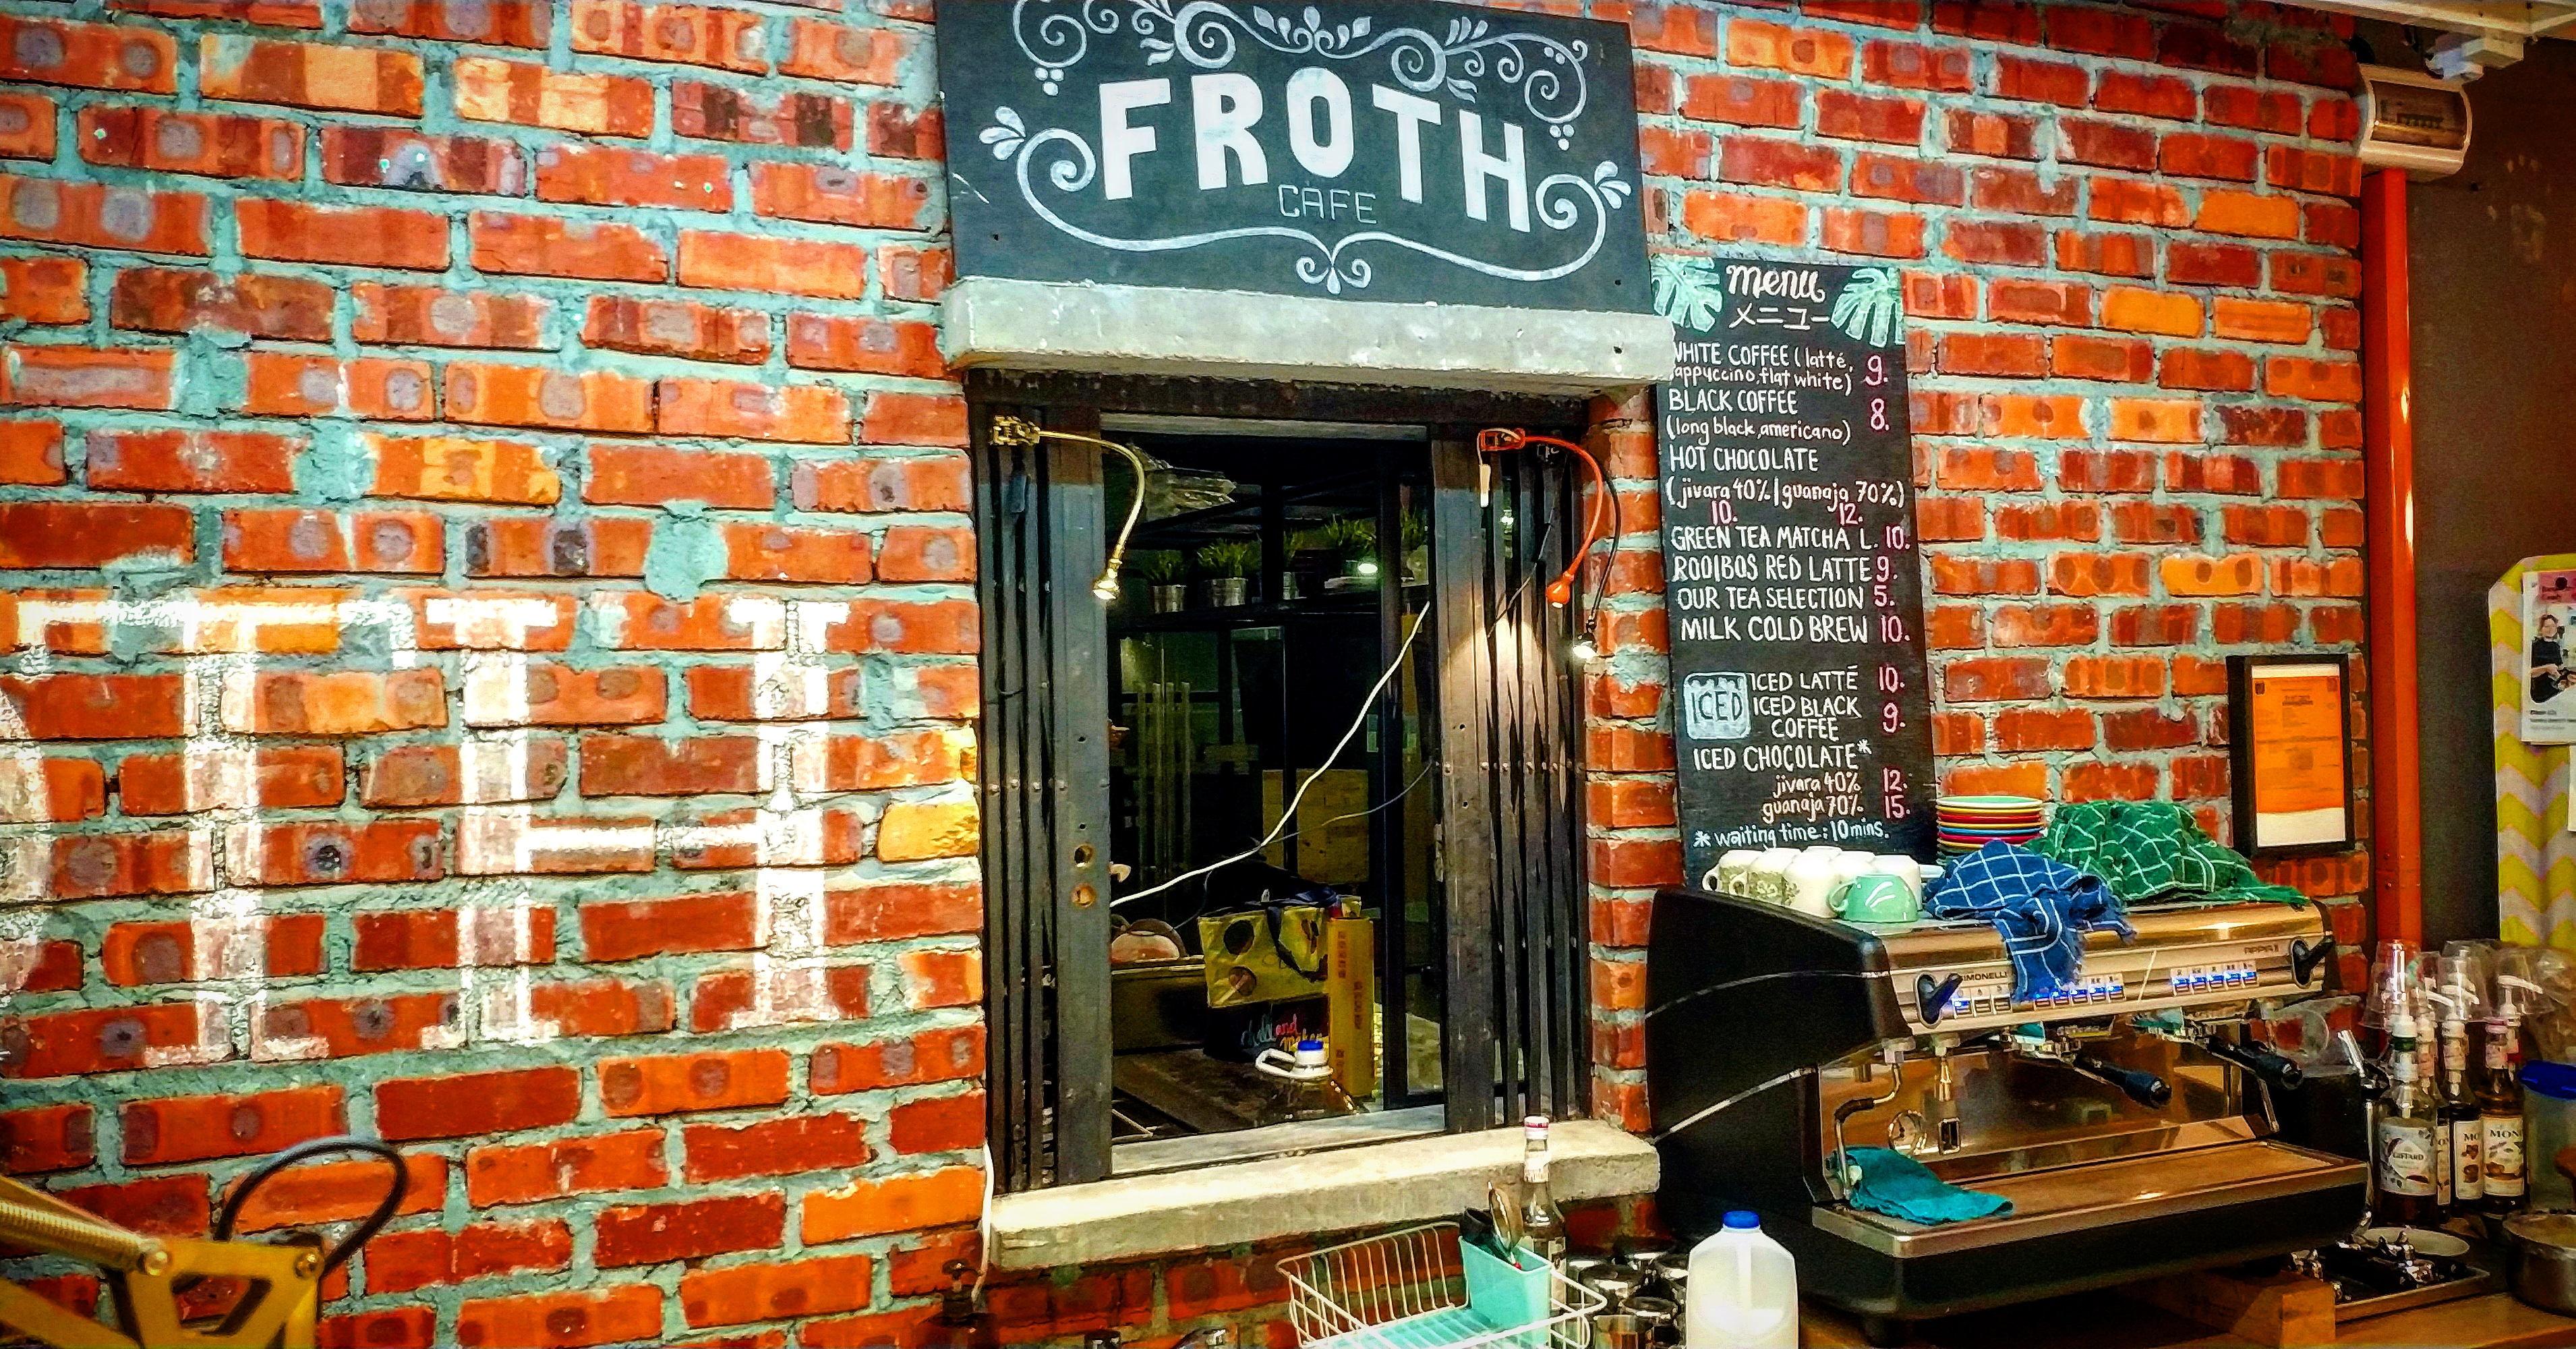 FROTH
CAFE
TH
menu
メニュー
WHITE COFFEE (latté, 9.
cappuccino, flat white)
BLACK COFFEE 8.
(long black, americano)
HOT CHOCOLATE
(jivara 40% | guanaja 70%)
10. 12.
GREEN TEA MATCHA L. 10.
ROOIBOS RED LATTE 9.
OUR TEA SELECTION 5.
MILK COLD BREW 10.
ICED
ICED LATTÉ 10.
ICED BLACK
COFFEE 9.
ICED CHOCOLATE*
jivara 40% 12.
guanaja 70% 15.
* waiting time: 10 mins.
SIMONELLI
APPIA II
GIFFARD